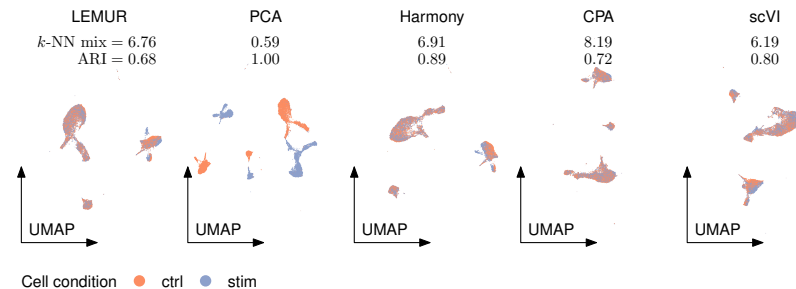 LEMUR PCA Harmony CPA scVI
k-NN mix = 6.76 0.59 6.91 8.19 6.19
ARI = 0.68 1.00 0.89 0.72 0.80
UMAP UMAP UMAP UMAP UMAP
Cell condition ctrl stim